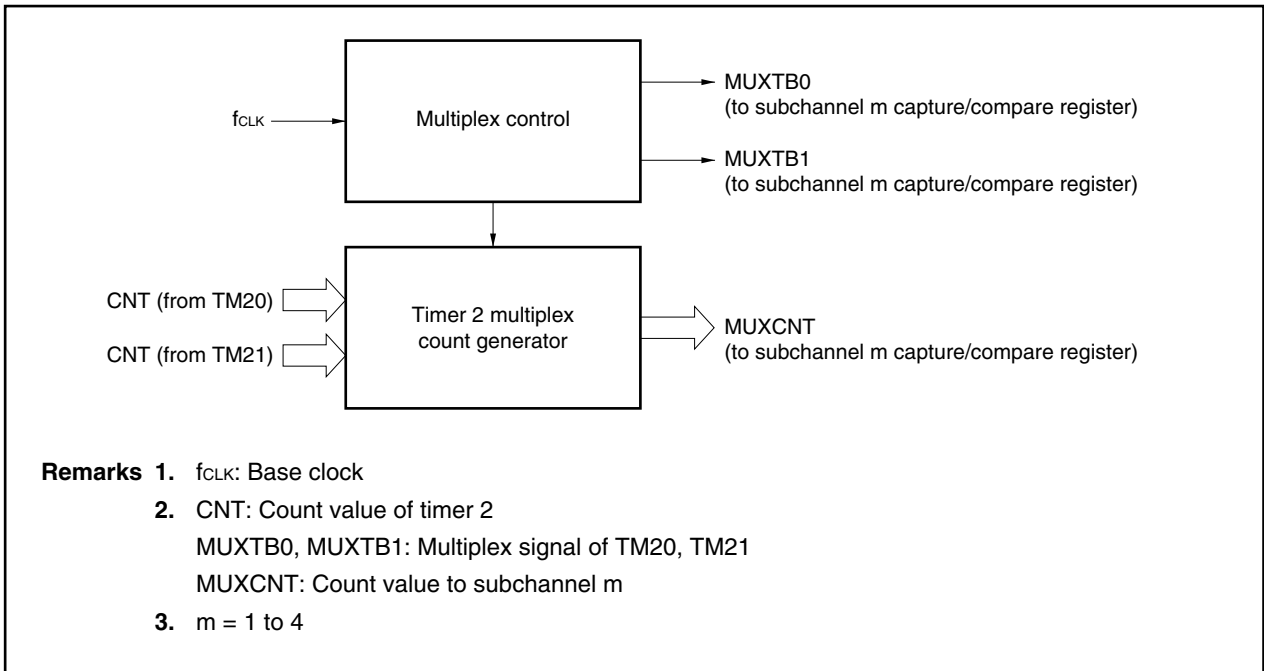 fCLK
Multiplex control
MUXTB0
(to subchannel m capture/compare register)
MUXTB1
(to subchannel m capture/compare register)
CNT (from TM20)
CNT (from TM21)
Timer 2 multiplex
count generator
MUXCNT
(to subchannel m capture/compare register)
Remarks 1. fCLK: Base clock
2. CNT: Count value of timer 2
MUXTB0, MUXTB1: Multiplex signal of TM20, TM21
MUXCNT: Count value to subchannel m
3. m = 1 to 4